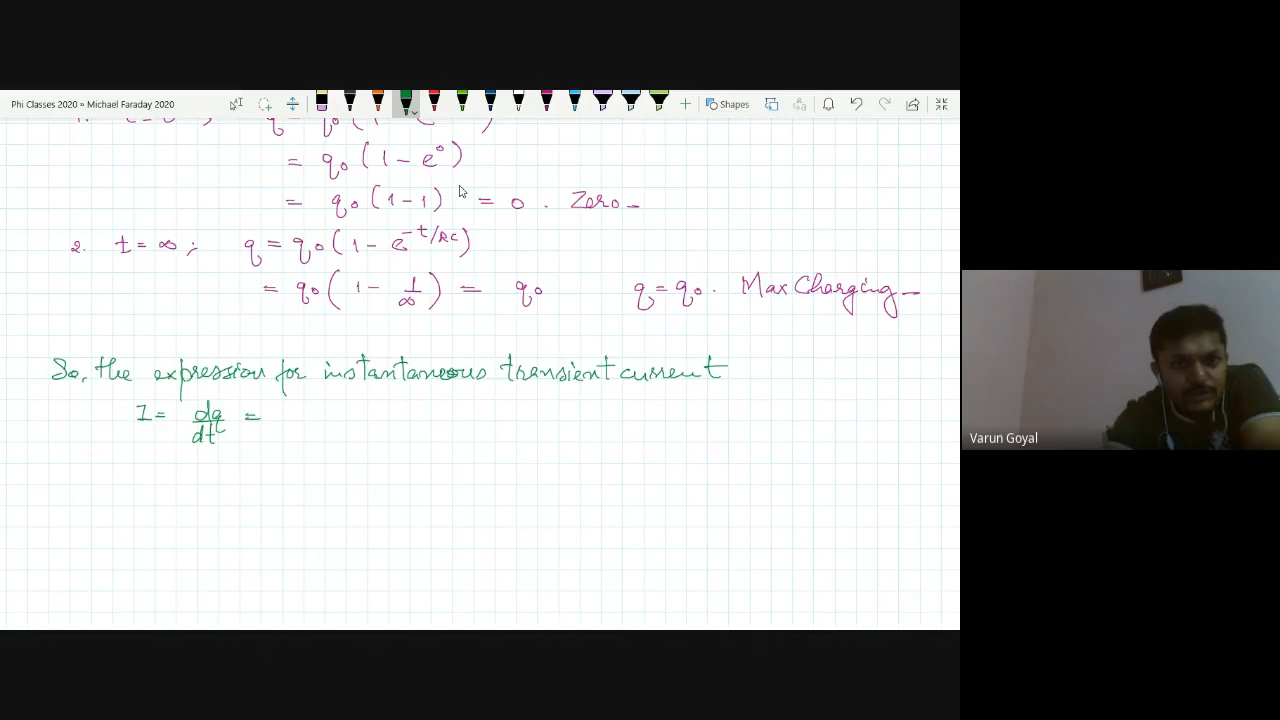 Phi Classes 2020 » Michael Faraday 2020
Shapes
= q₀ (1 - e⁰)
= q₀ (1 - 1) = 0 . Zero -
2. t = ∞ ; q = q₀ (1 - e^-t/RC)
= q₀ (1 - 1/∞) = q₀ q = q₀ . Max Charging -
So, the expression for instantaneous transient current
I = dq/dt =
Varun Goyal